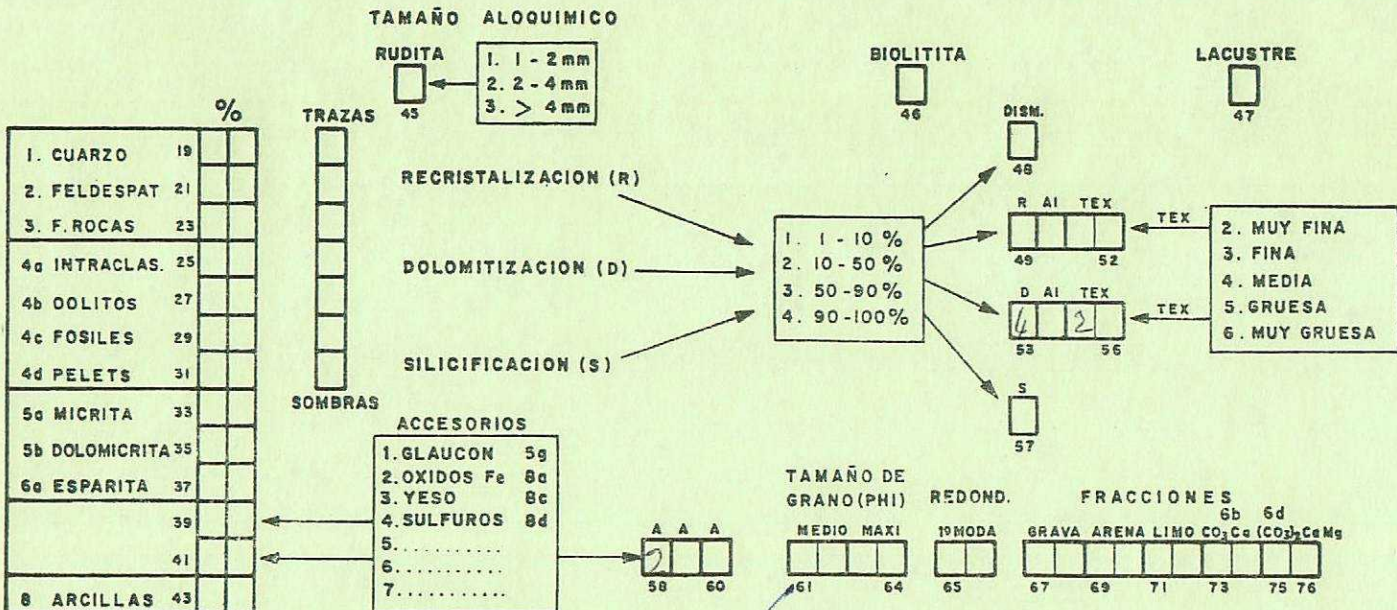 TAMAÑO ALOQUIMICO
RUDITA
45
1. 1 - 2 mm
2. 2 - 4 mm
3. > 4 mm
BIOLITITA
46
LACUSTRE
47
%
TRAZAS
SOMBRAS
1. CUARZO 19
2. FELDESPAT 21
3. F. ROCAS 23
4a INTRACLAS. 25
4b OOLITOS 27
4c FOSILES 29
4d PELETS 31
5a MICRITA 33
5b DOLOMICRITA 35
6a ESPARITA 37
39
41
8 ARCILLAS 43
RECRISTALIZACION (R)
DOLOMITIZACION (D)
SILICIFICACION (S)
1. 1 - 10 %
2. 10 - 50 %
3. 50 - 90 %
4. 90 - 100 %
DISM.
48
R AI TEX
49 52
TEX
D AI TEX
4 2
53 56
TEX
S
57
2. MUY FINA
3. FINA
4. MEDIA
5. GRUESA
6. MUY GRUESA
ACCESORIOS
1. GLAUCON 5g
2. OXIDOS Fe 8a
3. YESO 8c
4. SULFUROS 8d
5. ..........
6. ..........
7. ..........
A A A
2
58 60
TAMAÑO DE
GRANO (PHI)
MEDIO MAXI
61 64
REDOND.
1ª MODA
65
FRACCIONES
6b 6d
GRAVA ARENA LIMO CO3Ca (CO3)2CaMg
67 69 71 73 75 76